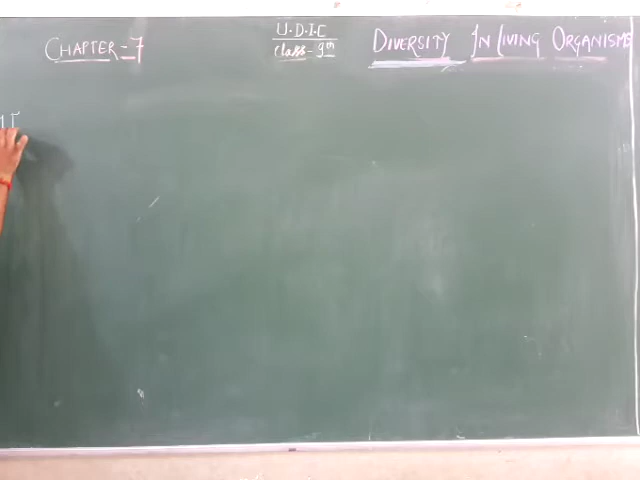 U.D.I.C
CHAPTER-7
Class-9th
DIVERSITY IN LIVING ORGANISMS